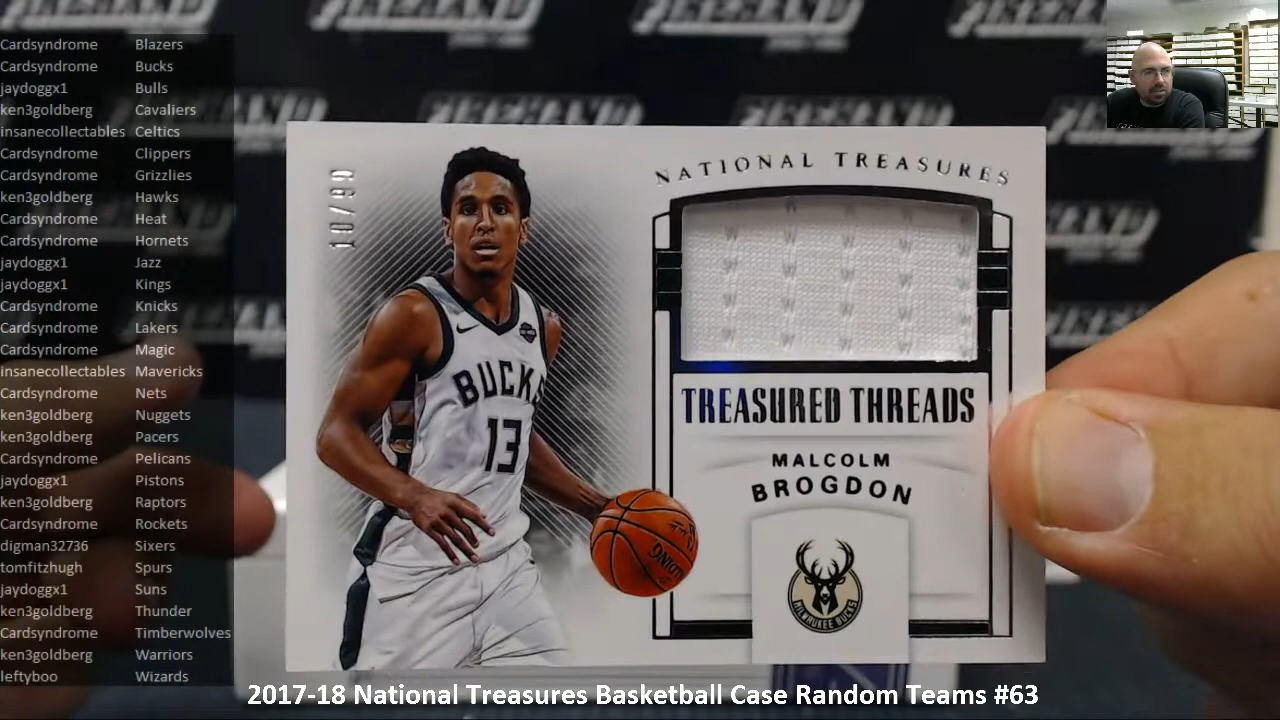 Cardsyndrome Blazers
Cardsyndrome Bucks
jaydoggx1 Bulls
ken3goldberg Cavaliers
insanecollectables Celtics
Cardsyndrome Clippers
Cardsyndrome Grizzlies
ken3goldberg Hawks
Cardsyndrome Heat
Cardsyndrome Hornets
jaydoggx1 Jazz
jaydoggx1 Kings
Cardsyndrome Knicks
Cardsyndrome Lakers
Cardsyndrome Magic
insanecollectables Mavericks
Cardsyndrome Nets
ken3goldberg Nuggets
ken3goldberg Pacers
Cardsyndrome Pelicans
jaydoggx1 Pistons
ken3goldberg Raptors
Cardsyndrome Rockets
digman32736 Sixers
tomfitzhugh Spurs
jaydoggx1 Suns
ken3goldberg Thunder
Cardsyndrome Timberwolves
ken3goldberg Warriors
leftyboo Wizards
10/99
NATIONAL TREASURES
BUCKS
13
TREASURED THREADS
MALCOLM
BROGDON
MILWAUKEE BUCKS
2017-18 National Treasures Basketball Case Random Teams #63